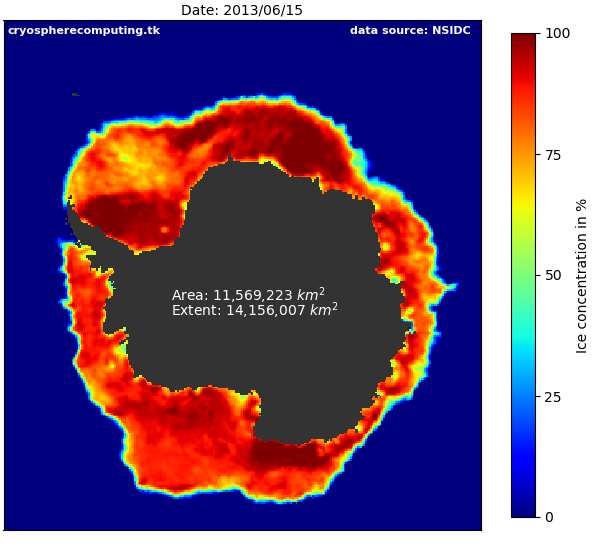 Date: 2013/06/15
cryospherecomputing.tk
data source: NSIDC
Area: 11,569,223 km²
Extent: 14,156,007 km²
100
75
50
25
0
Ice concentration in %